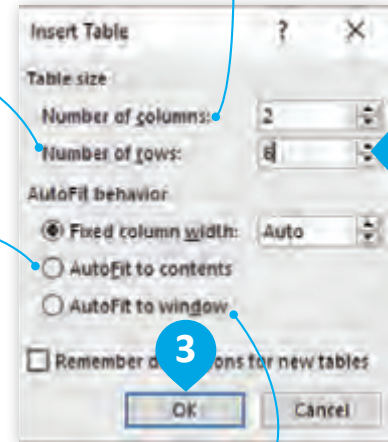 Insert Table ? ×
Table size
Number of columns: 2
Number of rows: 6
AutoFit behavior
Fixed column width: Auto
AutoFit to contents
AutoFit to window
Remember d ons for new tables
3
OK Cancel